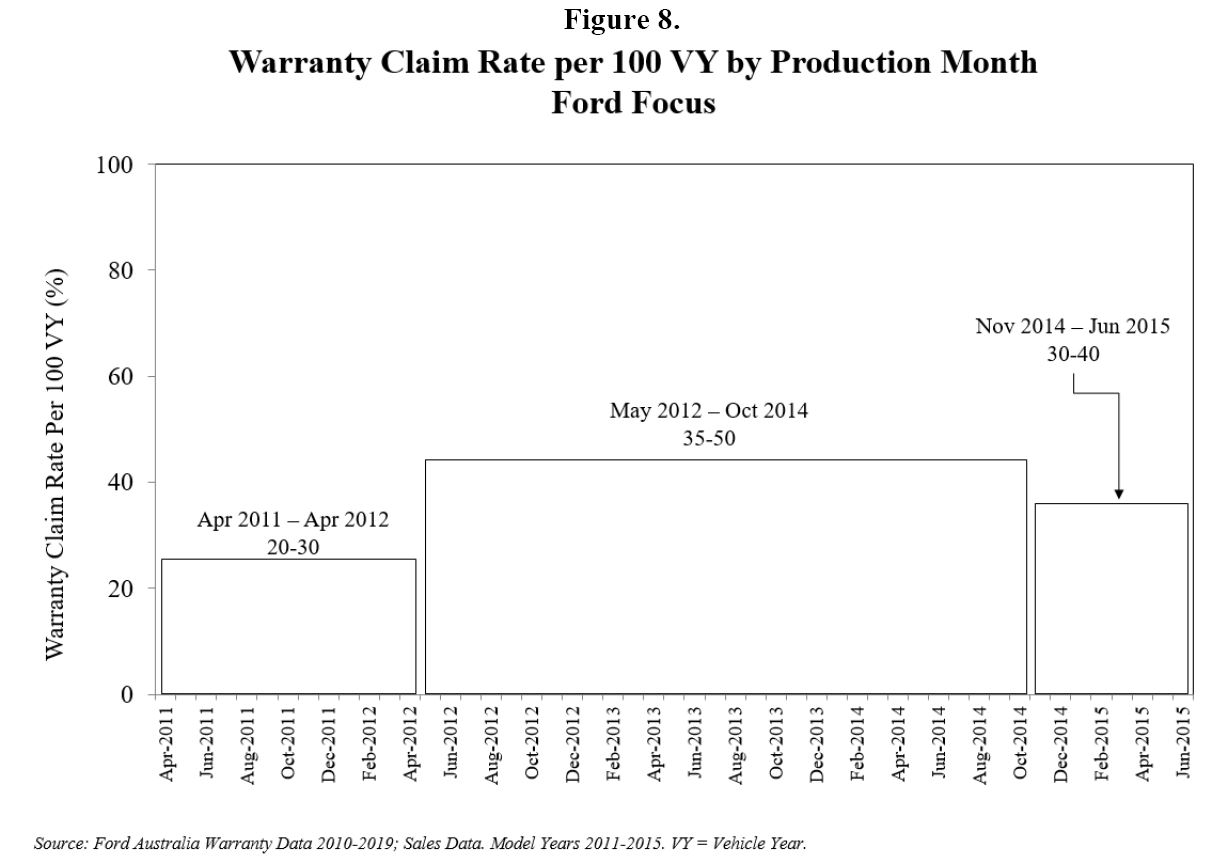 Figure 8.
Warranty Claim Rate per 100 VY by Production Month
Ford Focus
Warranty Claim Rate Per 100 VY (%)
100
80
60
40
20
0
Apr 2011 – Apr 2012
20-30
May 2012 – Oct 2014
35-50
Nov 2014 – Jun 2015
30-40
Apr-2011
Jun-2011
Aug-2011
Oct-2011
Dec-2011
Feb-2012
Apr-2012
Jun-2012
Aug-2012
Oct-2012
Dec-2012
Feb-2013
Apr-2013
Jun-2013
Aug-2013
Oct-2013
Dec-2013
Feb-2014
Apr-2014
Jun-2014
Aug-2014
Oct-2014
Dec-2014
Feb-2015
Apr-2015
Jun-2015
Source: Ford Australia Warranty Data 2010-2019; Sales Data. Model Years 2011-2015. VY = Vehicle Year.